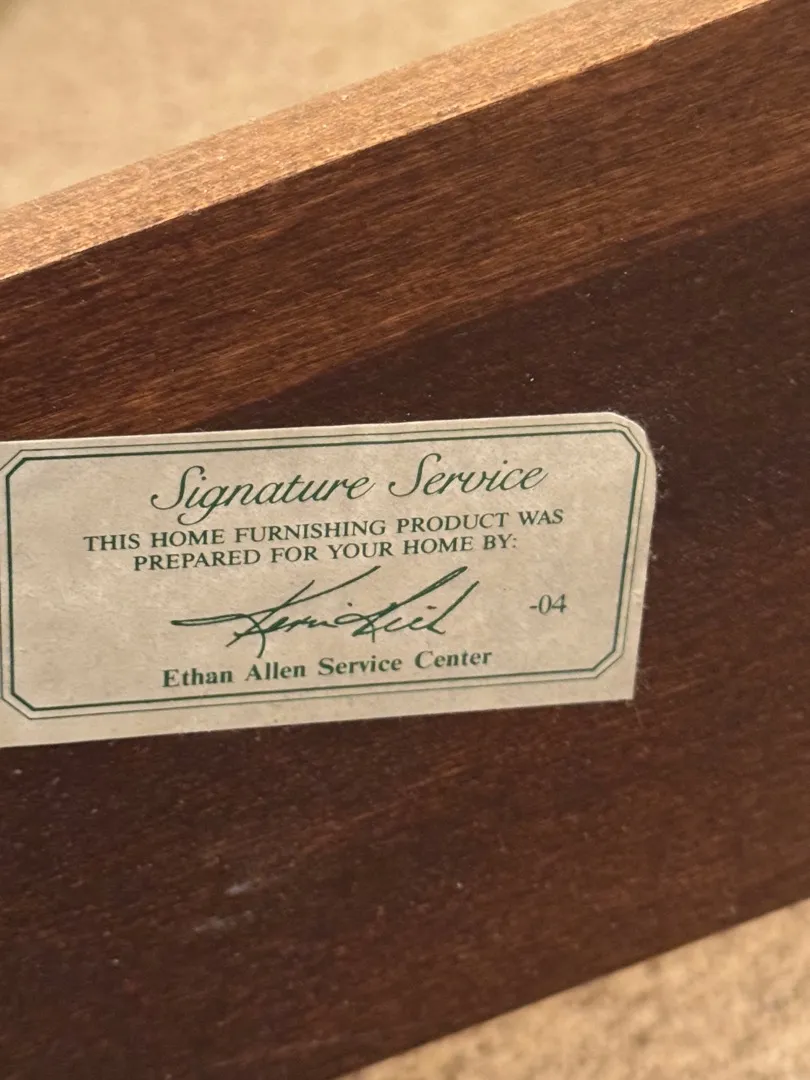 Signature Service
THIS HOME FURNISHING PRODUCT WAS
PREPARED FOR YOUR HOME BY:
-04
Ethan Allen Service Center